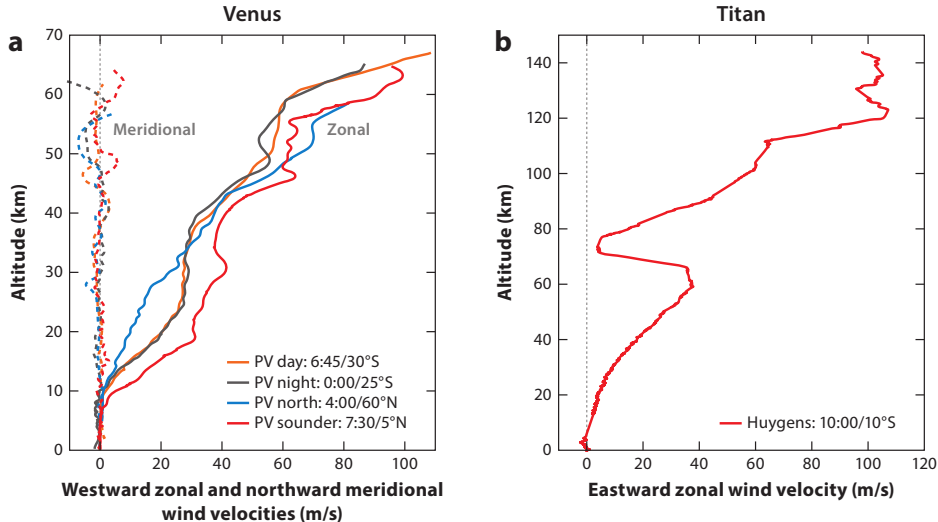 Venus
a
70
60
50
40
30
20
10
0
Altitude (km)
Meridional
Zonal
PV day: 6:45/30°S
PV night: 0:00/25°S
PV north: 4:00/60°N
PV sounder: 7:30/5°N
0 20 40 60 80 100
Westward zonal and northward meridional
wind velocities (m/s)
Titan
b
140
120
100
80
60
40
20
0
Altitude (km)
Huygens: 10:00/10°S
0 20 40 60 80 100 120
Eastward zonal wind velocity (m/s)